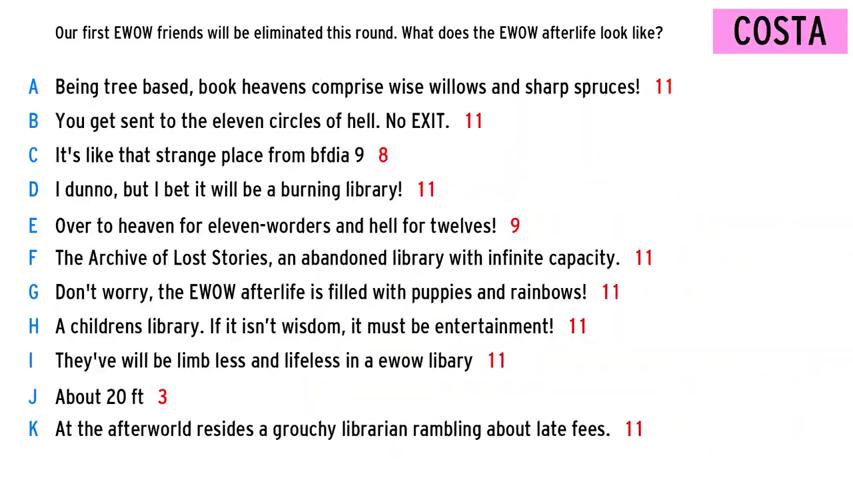 Our first EWOW friends will be eliminated this round. What does the EWOW afterlife look like?
COSTA
A Being tree based, book heavens comprise wise willows and sharp spruces! 11
B You get sent to the eleven circles of hell. No EXIT. 11
C It's like that strange place from bfdia 9 8
D I dunno, but I bet it will be a burning library! 11
E Over to heaven for eleven-worders and hell for twelves! 9
F The Archive of Lost Stories, an abandoned library with infinite capacity. 11
G Don't worry, the EWOW afterlife is filled with puppies and rainbows! 11
H A childrens library. If it isn’t wisdom, it must be entertainment! 11
I They've will be limb less and lifeless in a ewow libary 11
J About 20 ft 3
K At the afterworld resides a grouchy librarian rambling about late fees. 11